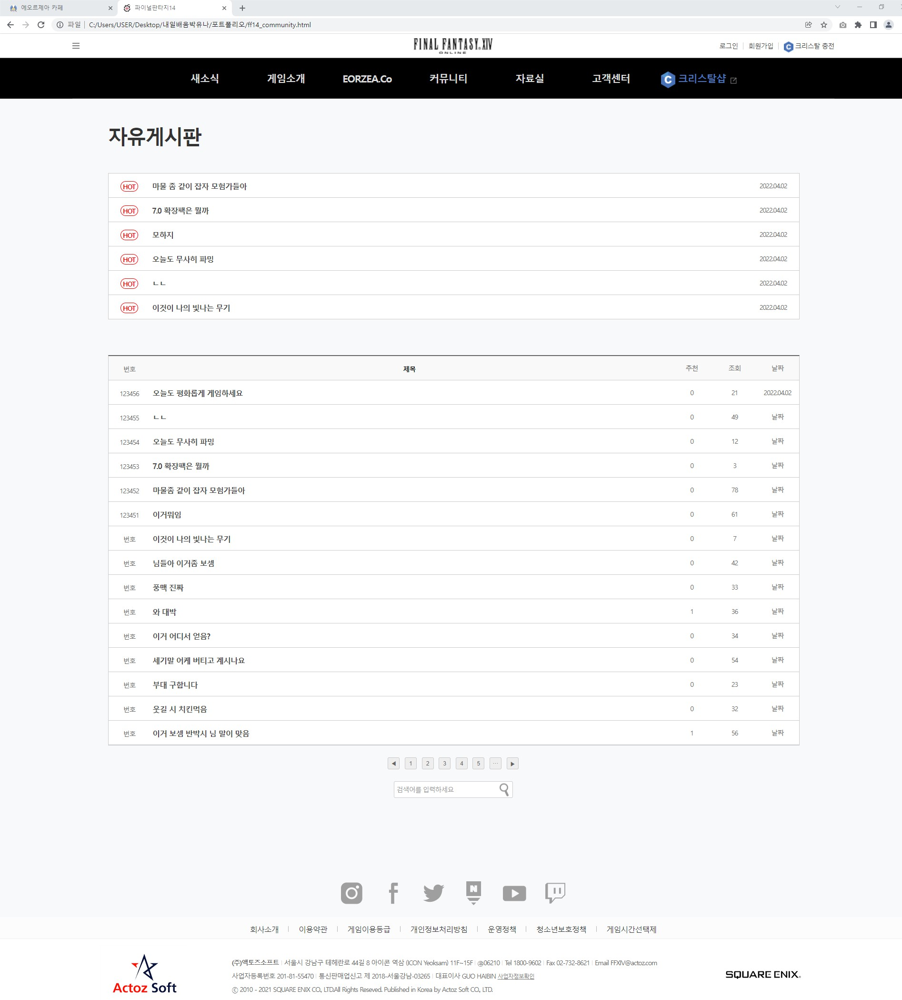 에오르제아 카페
파이널판타지14
파일 C:/Users/USER/Desktop/내일배움박유나/포트폴리오/ff14_community.html
FINAL FANTASY.XIV
ONLINE
로그인 회원가입 C 크리스탈 충전
새소식 게임소개 EORZEA.Co 커뮤니티 자료실 고객센터 C 크리스탈샵
자유게시판
HOT 마물 좀 같이 잡자 모험가들아 2022.04.02
HOT 7.0 확장팩은 뭘까 2022.04.02
HOT 모하지 2022.04.02
HOT 오늘도 무사히 파밍 2022.04.02
HOT ㄴㄴ 2022.04.02
HOT 이것이 나의 빛나는 무기 2022.04.02
번호 제목 추천 조회 날짜
123456 오늘도 평화롭게 게임하세요 0 21 2022.04.02
123455 ㄴㄴ 0 49 날짜
123454 오늘도 무사히 파밍 0 12 날짜
123453 7.0 확장팩은 뭘까 0 3 날짜
123452 마물좀 같이 잡자 모험가들아 0 78 날짜
123451 이거뭐임 0 61 날짜
번호 이것이 나의 빛나는 무기 0 7 날짜
번호 님들아 이거좀 보셈 0 42 날짜
번호 풍맥 진짜 0 33 날짜
번호 와 대박 1 36 날짜
번호 이거 어디서 얻음? 0 34 날짜
번호 세기말 어케 버티고 계시나요 0 54 날짜
번호 부대 구합니다 0 23 날짜
번호 웃길 시 치킨먹음 0 32 날짜
번호 이거 보셈 반박시 님 말이 맞음 1 56 날짜
◀ 1 2 3 4 5 ··· ▶
검색어를 입력하세요
N
회사소개 이용약관 게임이용등급 개인정보처리방침 운영정책 청소년보호정책 게임시간선택제
Actoz Soft
(주)액토즈소프트 서울시 강남구 테헤란로 44길 8 아이콘 역삼 (ICON Yeoksam) 11F~15F ㉾06210 Tel 1800-9602 Fax 02-732-8621 Email FFXIV@actoz.com
사업자등록번호 201-81-55470 통신판매업신고 제 2018-서울강남-03265 대표이사 GUO HAIBIN 사업자정보확인
ⓒ 2010 - 2021 SQUARE ENIX CO., LTD.All Rights Reseved. Published in Korea by Actoz Soft CO., LTD.
SQUARE ENIX.